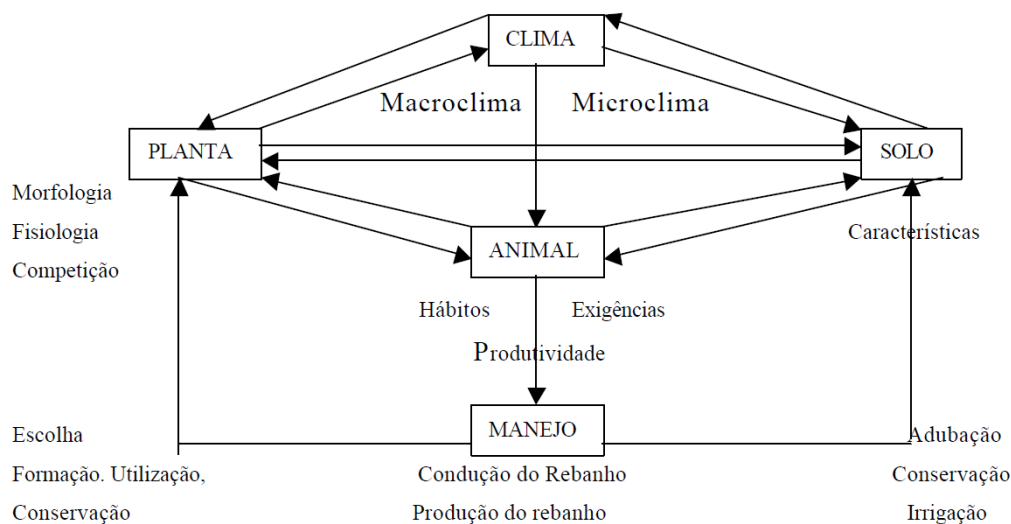 CLIMA
Macroclima Microclima
PLANTA SOLO
Morfologia
Fisiologia Características
ANIMAL
Competição
Hábitos Exigências
Produtividade
MANEJO
Escolha Adubação
Formação. Utilização, Condução do Rebanho Conservação
Conservação Produção do rebanho Irrigação